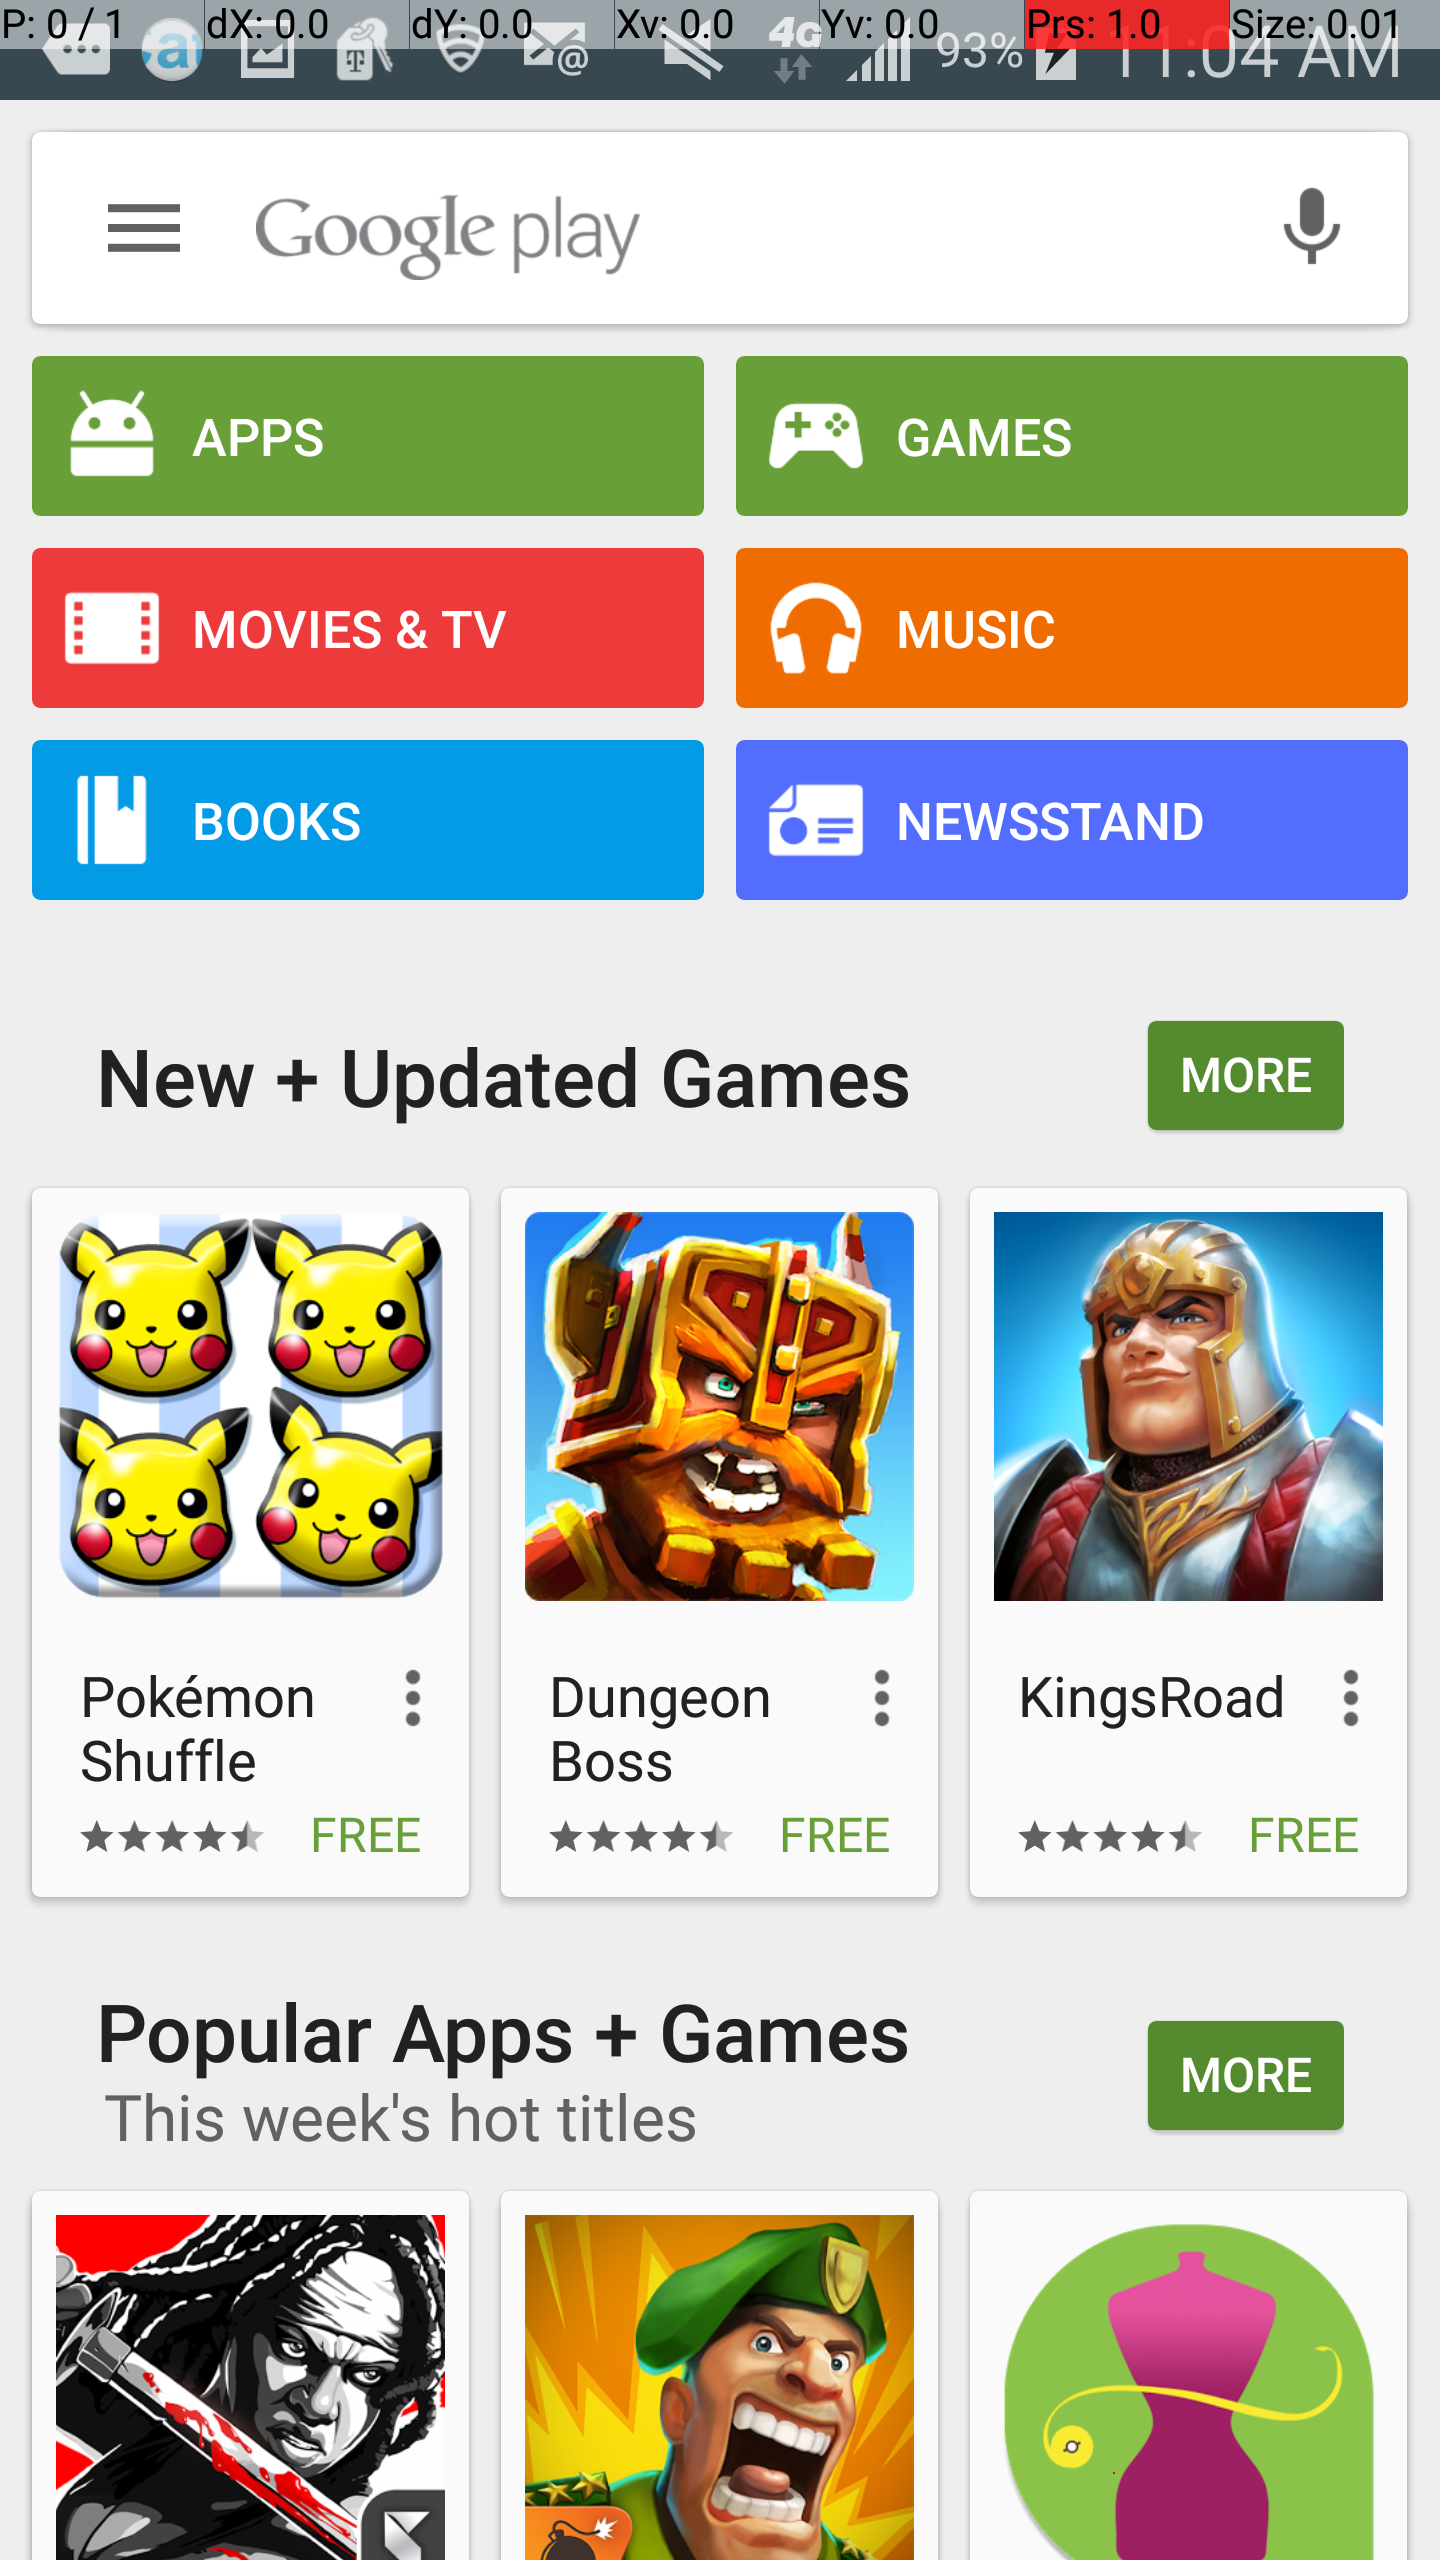 P: 0 / 1 dX: 0.0 dY: 0.0 Xv: 0.0 Yv: 0.0 Prs: 1.0 Size: 0.01
at T @ 4G 93% 11:04 AM
Google play
APPS GAMES
MOVIES & TV MUSIC
BOOKS NEWSSTAND
New + Updated Games MORE
Pokémon
Shuffle
FREE
Dungeon
Boss
FREE
KingsRoad
FREE
Popular Apps + Games
This week's hot titles
MORE